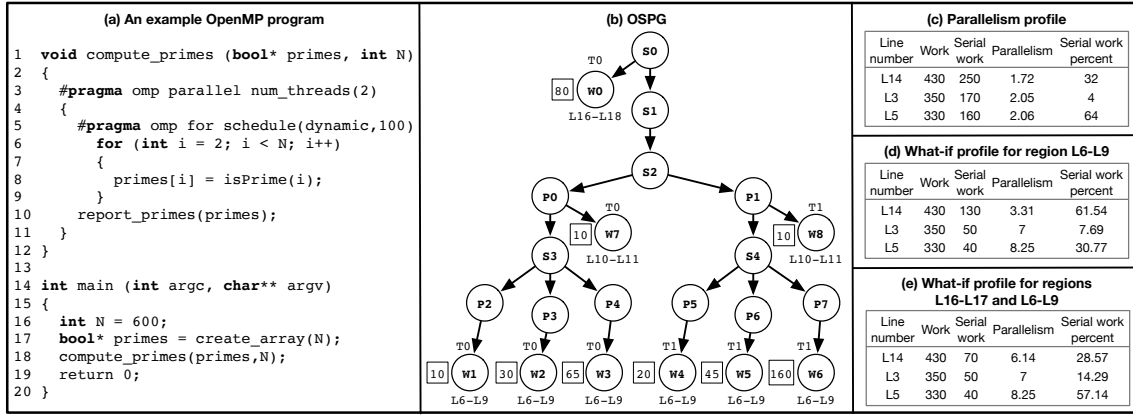 (a) An example OpenMP program
1 void compute_primes (bool* primes, int N)
2 {
3 #pragma omp parallel num_threads(2)
4 {
5 #pragma omp for schedule(dynamic,100)
6 for (int i = 2; i < N; i++)
7 {
8 primes[i] = isPrime(i);
9 }
10 report_primes(primes);
11 }
12 }
13
14 int main (int argc, char** argv)
15 {
16 int N = 600;
17 bool* primes = create_array(N);
18 compute_primes(primes,N);
19 return 0;
20 }
(b) OSPG
S0
T0
80 W0
L16-L18
S1
S2
P0 P1
T0 T1
10 W7 10 W8
L10-L11 L10-L11
S3 S4
P2 P3 P4 P5 P6 P7
T0 T0 T0 T1 T1 T1
10 W1 30 W2 65 W3 20 W4 45 W5 160 W6
L6-L9 L6-L9 L6-L9 L6-L9 L6-L9 L6-L9
(c) Parallelism profile
Line number Work Serial work Parallelism Serial work percent
L14 430 250 1.72 32
L3 350 170 2.05 4
L5 330 160 2.06 64
(d) What-if profile for region L6-L9
Line number Work Serial work Parallelism Serial work percent
L14 430 130 3.31 61.54
L3 350 50 7 7.69
L5 330 40 8.25 30.77
(e) What-if profile for regions
L16-L17 and L6-L9
Line number Work Serial work Parallelism Serial work percent
L14 430 70 6.14 28.57
L3 350 50 7 14.29
L5 330 40 8.25 57.14